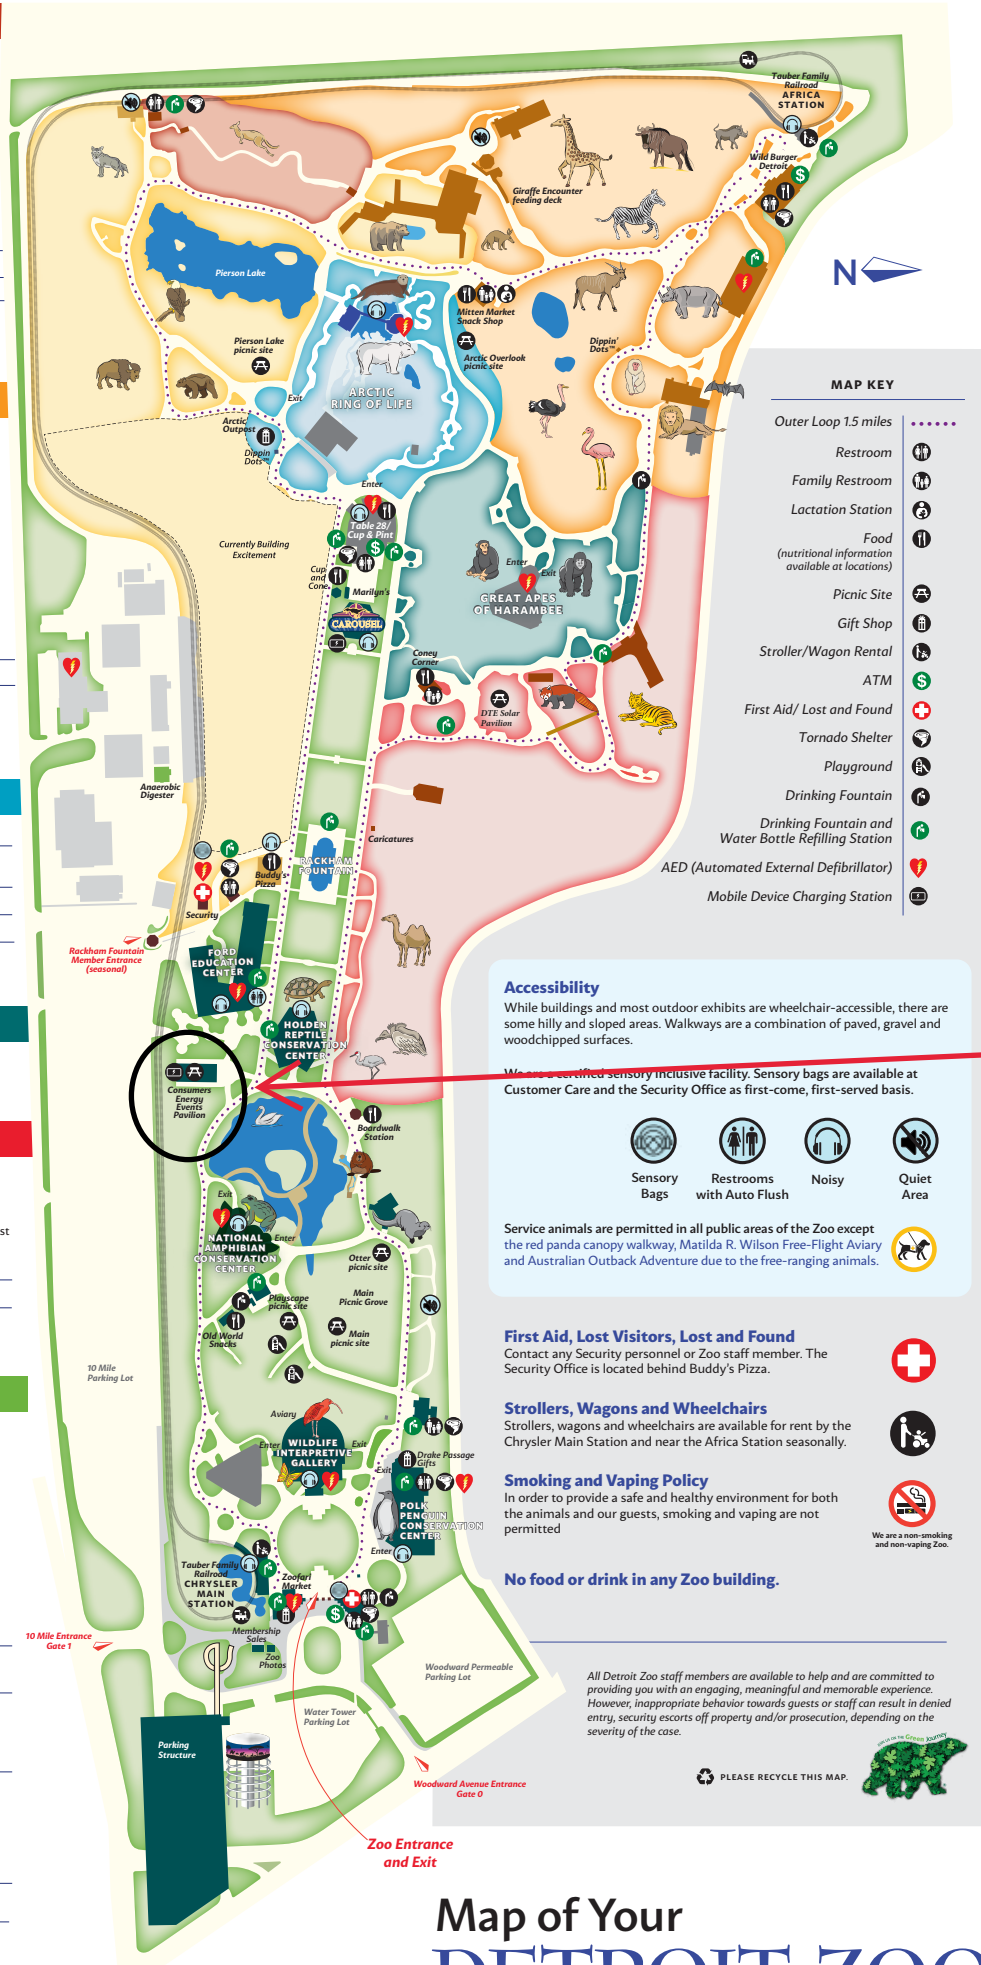 Tauber Family
Railroad
AFRICA
STATION
Wild Burger
Detroit
Giraffe Encounter
feeding deck
N
Pierson Lake
Mitten Market
Snack Shop
Pierson Lake
picnic site
Arctic Overlook
picnic site
Dippin'
Dots™
Exit
ARCTIC
RING OF LIFE
Arctic
Outpost
Dippin
Dots™
Enter
Table 28/
Cup & Pint
Currently Building
Excitement
Cup
and
Cone
Marilyn's
CAROUSEL
Enter
Exit
GREAT APES
OF HARAMBEE
Coney
Corner
DTE Solar
Pavilion
Anaerobic
Digester
Caricatures
RACKHAM
FOUNTAIN
Buddy's
Pizza
Security
Rackham Fountain
Member Entrance
(seasonal)
FORD
EDUCATION
CENTER
HOLDEN
REPTILE
CONSERVATION
CENTER
Consumers
Energy
Events
Pavilion
Boardwalk
Station
Exit
NATIONAL
AMPHIBIAN
CONSERVATION
CENTER
Enter
Otter
picnic site
Playscape
picnic site
Main
Picnic Grove
Old World
Snacks
Main
picnic site
10 Mile
Parking Lot
Aviary
Enter
WILDLIFE
INTERPRETIVE
GALLERY
Exit
Drake Passage
Gifts
Exit
POLK
PENGUIN
CONSERVATION
CENTER
Enter
Tauber Family
Railroad
CHRYSLER
MAIN
STATION
Zoofari
Market
Membership
Sales
Zoo
Photos
10 Mile Entrance
Gate 1
Woodward Permeable
Parking Lot
Water Tower
Parking Lot
Parking
Structure
Woodward Avenue Entrance
Gate 0
Zoo Entrance
and Exit
MAP KEY
Outer Loop 1.5 miles
Restroom
Family Restroom
Lactation Station
Food
(nutritional information
available at locations)
Picnic Site
Gift Shop
Stroller/Wagon Rental
ATM
First Aid/ Lost and Found
Tornado Shelter
Playground
Drinking Fountain
Drinking Fountain and
Water Bottle Refilling Station
AED (Automated External Defibrillator)
Mobile Device Charging Station
Accessibility
While buildings and most outdoor exhibits are wheelchair-accessible, there are
some hilly and sloped areas. Walkways are a combination of paved, gravel and
woodchipped surfaces.
We are a certified sensory inclusive facility. Sensory bags are available at
Customer Care and the Security Office as first-come, first-served basis.
Sensory
Bags
Restrooms
with Auto Flush
Noisy
Quiet
Area
Service animals are permitted in all public areas of the Zoo except
the red panda canopy walkway, Matilda R. Wilson Free-Flight Aviary
and Australian Outback Adventure due to the free-ranging animals.
st
First Aid, Lost Visitors, Lost and Found
Contact any Security personnel or Zoo staff member. The
Security Office is located behind Buddy's Pizza.
Strollers, Wagons and Wheelchairs
Strollers, wagons and wheelchairs are available for rent by the
Chrysler Main Station and near the Africa Station seasonally.
Smoking and Vaping Policy
In order to provide a safe and healthy environment for both
the animals and our guests, smoking and vaping are not
permitted
We are a non-smoking
and non-vaping Zoo.
No food or drink in any Zoo building.
All Detroit Zoo staff members are available to help and are committed to
providing you with an engaging, meaningful and memorable experience.
However, inappropriate behavior towards guests or staff can result in denied
entry, security escorts off property and/or prosecution, depending on the
severity of the case.
PLEASE RECYCLE THIS MAP.
Green Journey
Map of Your
DETROIT ZOO